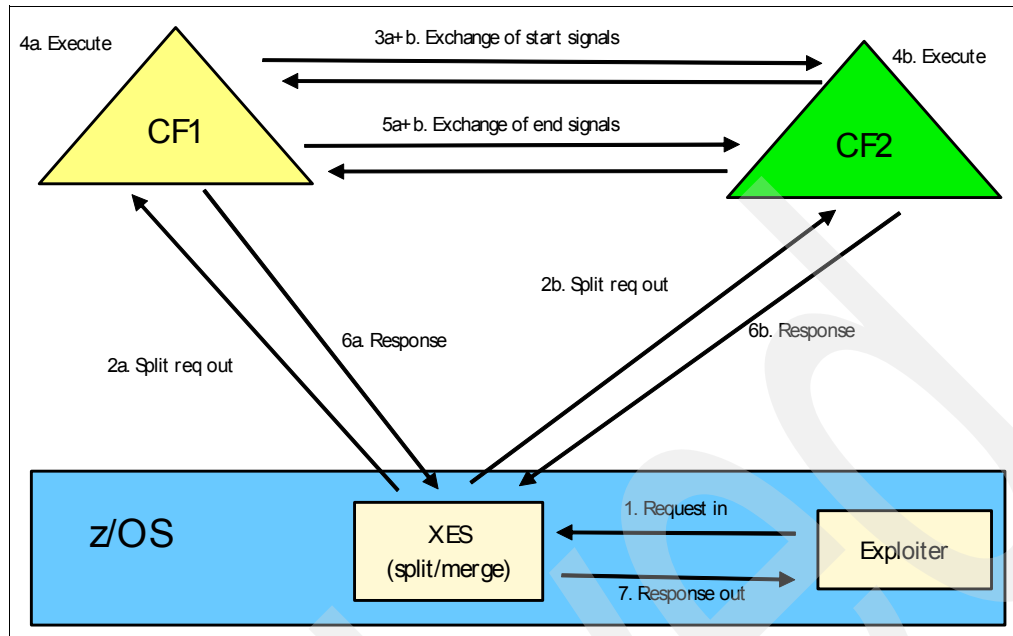 4a. Execute
3a+b. Exchange of start signals
4b. Execute
CF1
5a+b. Exchange of end signals
CF2
2b. Split req out
6a. Response
6b. Response
2a. Split req out
z/OS
XES
(split/merge)
1. Request in
Exploiter
7. Response out